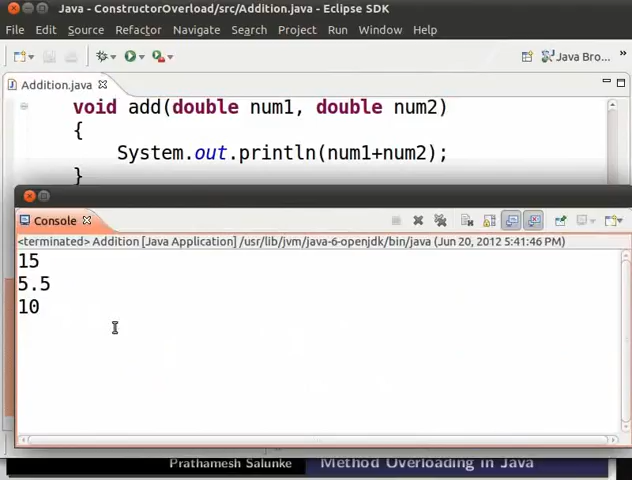 Java - ConstructorOverload/src/Addition.java - Eclipse SDK
File Edit Source Refactor Navigate Search Project Run Window Help
Java Bro... »
Addition.java
void add(double num1, double num2)
{
System.out.println(num1+num2);
}
Console
<terminated> Addition [Java Application] /usr/lib/jvm/java-6-openjdk/bin/java (Jun 20, 2012 5:41:46 PM)
15
5.5
10
Prathamesh Salunke Method Overloading in Java